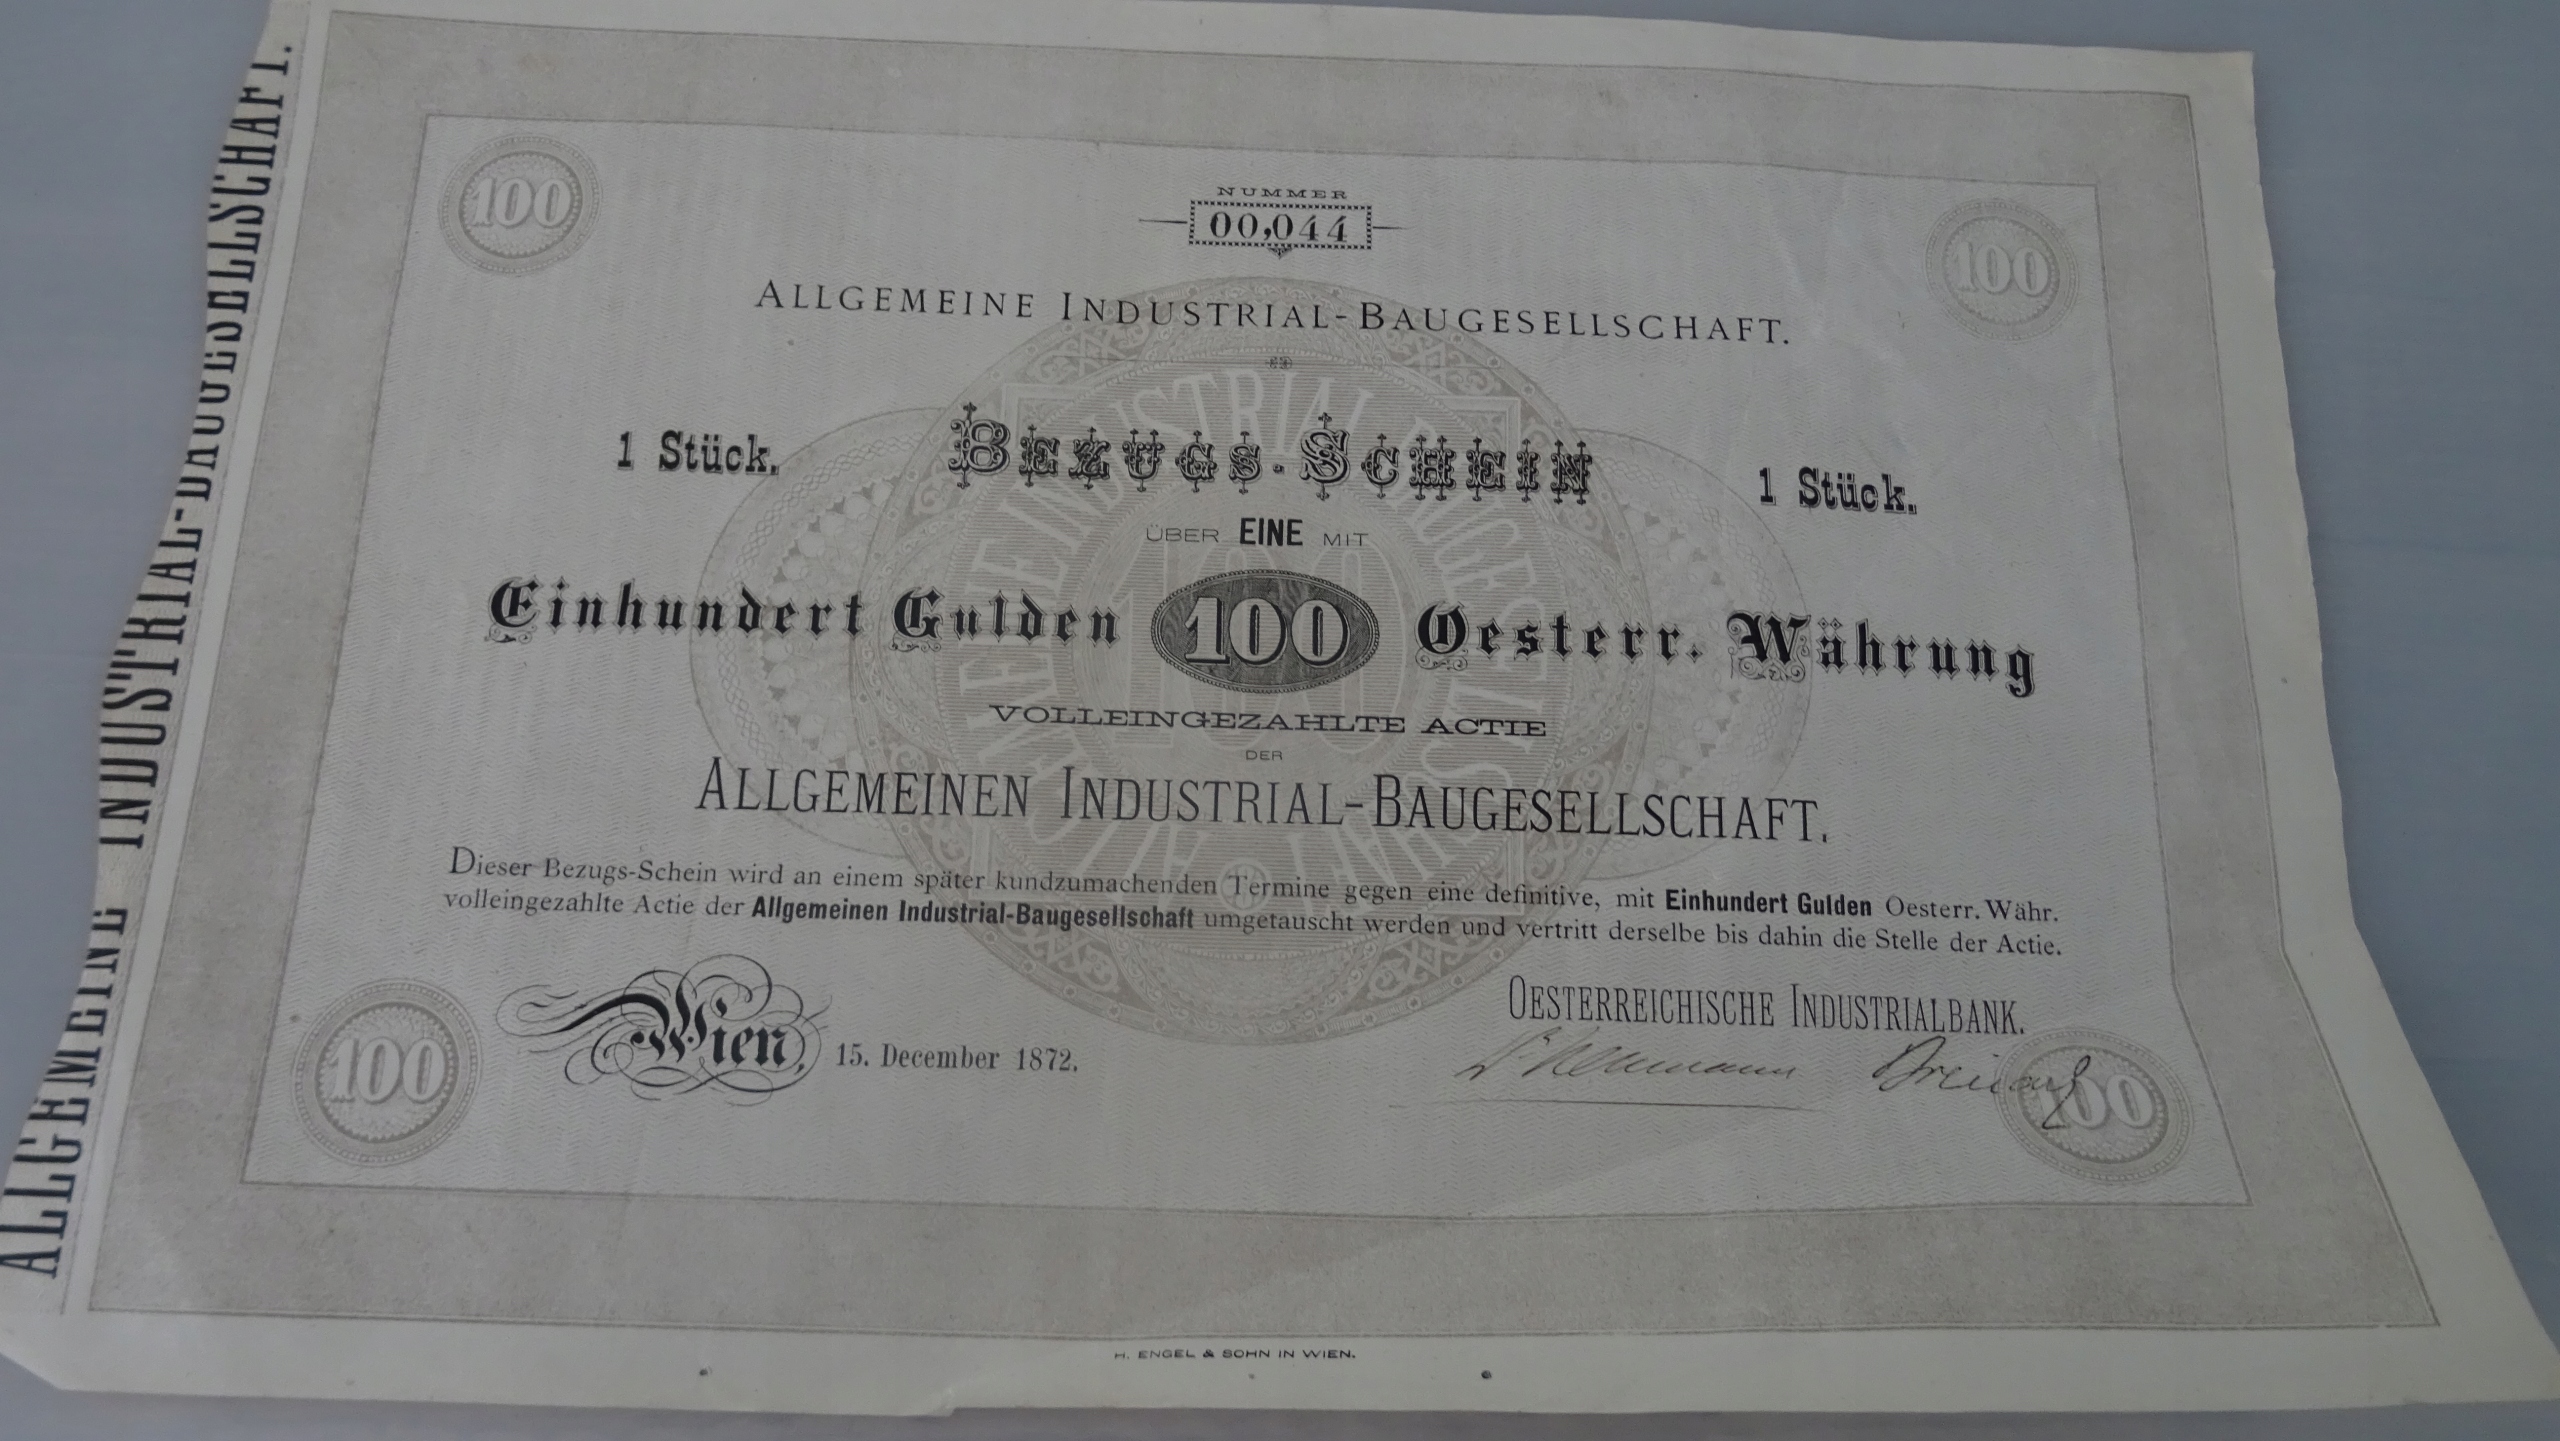 ALLGEMEINE INDUSTRIAL-BAUGESELLSCHAFT.
100
100
NUMMER
00,044
ALLGEMEINE INDUSTRIAL-BAUGESELLSCHAFT.
1 Stück. BEZUGS-SCHEIN 1 Stück.
ÜBER EINE MIT
Einhundert Gulden 100 Oesterr. Währung
VOLLEINGEZAHLTE ACTIE
DER
ALLGEMEINEN INDUSTRIAL-BAUGESELLSCHAFT.
Dieser Bezugs-Schein wird an einem später kundzumachenden Termine gegen eine definitive, mit Einhundert Gulden Oesterr. Währ.
volleingezahlte Actie der Allgemeinen Industrial-Baugesellschaft umgetauscht werden und vertritt derselbe bis dahin die Stelle der Actie.
OESTERREICHISCHE INDUSTRIALBANK.
Wien, 15. December 1872.
100
100
H. ENGEL & SOHN IN WIEN.
ALLGEMEINE INDUSTRIAL BAUGESELLSCHAFT
100